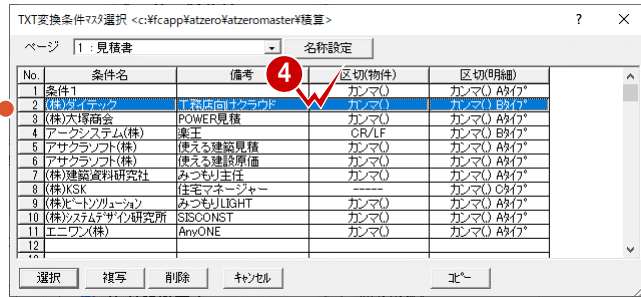 TXT変換条件ﾏｽﾀ選択 <c:¥fcapp¥atzero¥atzeromaster¥積算> ? ×
ページ 1 : 見積書 名称設定
4
No. 条件名 備考 区切(物件) 区切(明細)
1 条件1 カンマ(,) カンマ(,) Aﾀｲﾌﾟ
2 (株)ダイテック 工務店向けクラウド カンマ(,) カンマ(,) Bﾀｲﾌﾟ
3 (株)大塚商会 POWER見積 カンマ(,) カンマ(,) Aﾀｲﾌﾟ
4 アークシステム(株) 楽王 CR/LF カンマ(,) Bﾀｲﾌﾟ
5 アサクラソフト(株) 使える建築見積 カンマ(,) カンマ(,) Aﾀｲﾌﾟ
6 アサクラソフト(株) 使える建設原価 カンマ(,) カンマ(,) Aﾀｲﾌﾟ
7 (株)建築資料研究社 みつもり主任 カンマ(,) カンマ(,) Aﾀｲﾌﾟ
8 (株)KSK 住宅マネージャー ----- カンマ(,) Cﾀｲﾌﾟ
9 (株)ﾋﾞｰﾄﾝｿﾘｭｰｼｮﾝ みつもりLIGHT カンマ(,) カンマ(,) Aﾀｲﾌﾟ
10 (株)ｼｽﾃﾑﾃﾞｻﾞｲﾝ研究所 SISCONST カンマ(,) カンマ(,) Aﾀｲﾌﾟ
11 エニワン(株) AnyONE カンマ(,) カンマ(,) Aﾀｲﾌﾟ
12
選択 複写 削除 ｷｬﾝｾﾙ ｺﾋﾟｰ